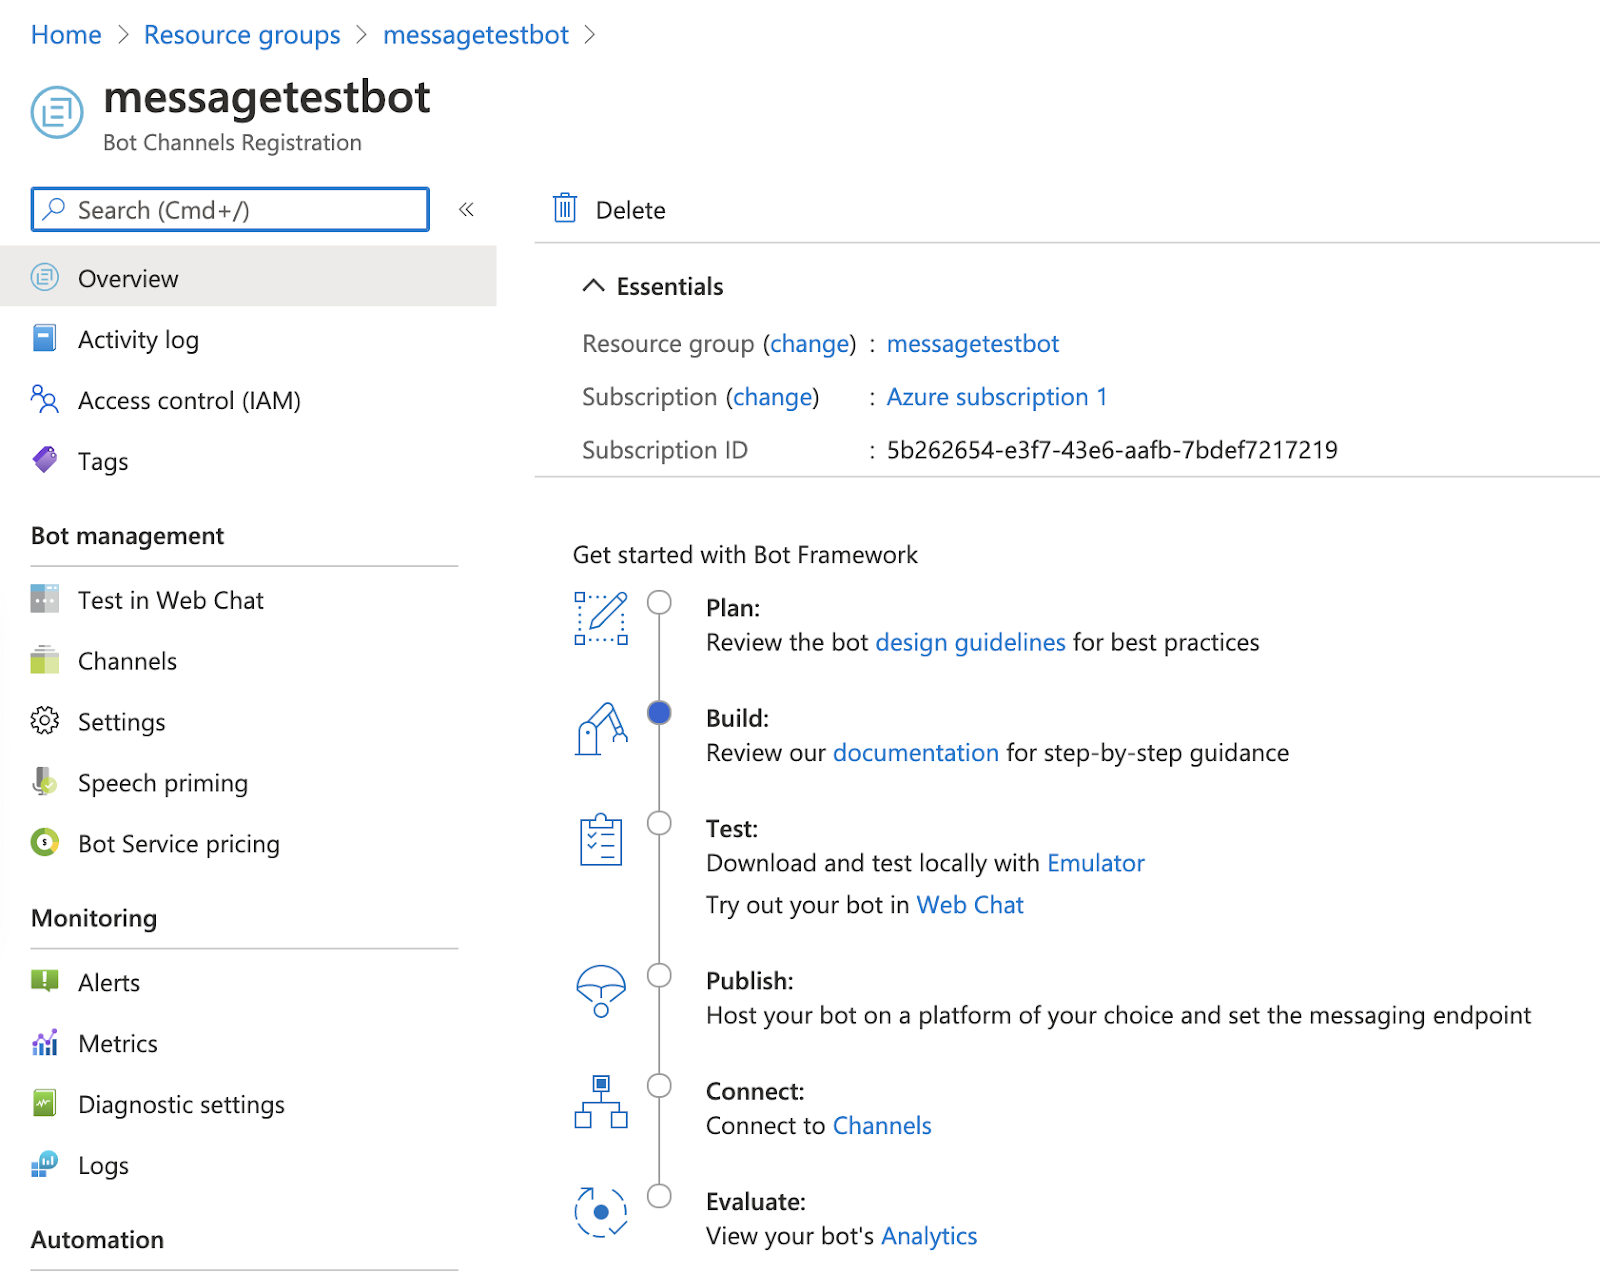 Home > Resource groups > messagetestbot >
messagetestbot
Bot Channels Registration
Search (Cmd+/)
«
Delete
Overview
Activity log
Access control (IAM)
Tags
Bot management
Test in Web Chat
Channels
Settings
Speech priming
Bot Service pricing
Monitoring
Alerts
Metrics
Diagnostic settings
Logs
Automation
Essentials
Resource group (change) : messagetestbot
Subscription (change) : Azure subscription 1
Subscription ID : 5b262654-e3f7-43e6-aafb-7bdef7217219
Get started with Bot Framework
Plan:
Review the bot design guidelines for best practices
Build:
Review our documentation for step-by-step guidance
Test:
Download and test locally with Emulator
Try out your bot in Web Chat
Publish:
Host your bot on a platform of your choice and set the messaging endpoint
Connect:
Connect to Channels
Evaluate:
View your bot's Analytics